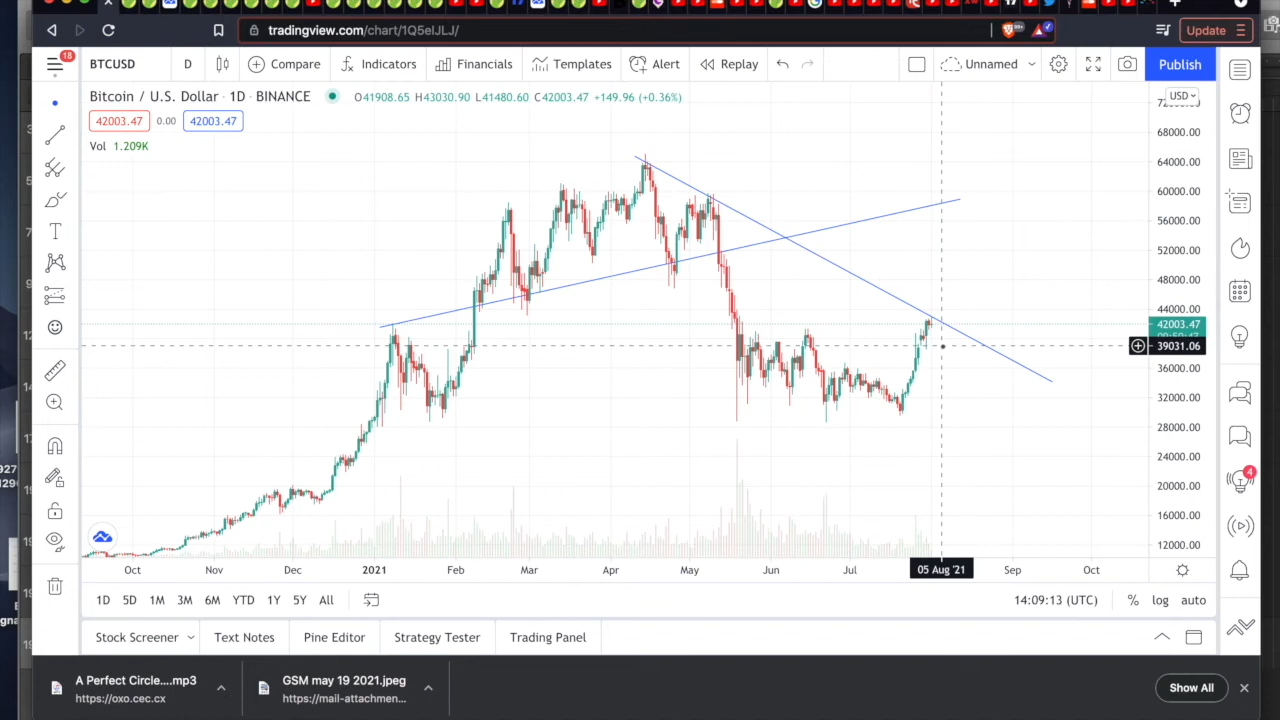 tradingview.com/chart/1Q5eIJLJ/
Update
18
BTCUSD
D
Compare
Indicators
Financials
Templates
Alert
Replay
Unnamed
Publish
Bitcoin / U.S. Dollar · 1D · BINANCE
O41908.65 H43030.90 L41480.60 C42003.47 +149.96 (+0.36%)
USD
42003.47 0.00 42003.47
Vol 1.209K
68000.00
64000.00
60000.00
56000.00
52000.00
48000.00
44000.00
42003.47
39031.06
36000.00
32000.00
28000.00
24000.00
20000.00
16000.00
12000.00
4
Oct Nov Dec 2021 Feb Mar Apr May Jun Jul 05 Aug '21 Sep Oct
1D 5D 1M 3M 6M YTD 1Y 5Y All
14:09:13 (UTC) % log auto
Stock Screener Text Notes Pine Editor Strategy Tester Trading Panel
A Perfect Circle....mp3
https://oxo.cec.cx
GSM may 19 2021.jpeg
https://mail-attachmen...
Show All